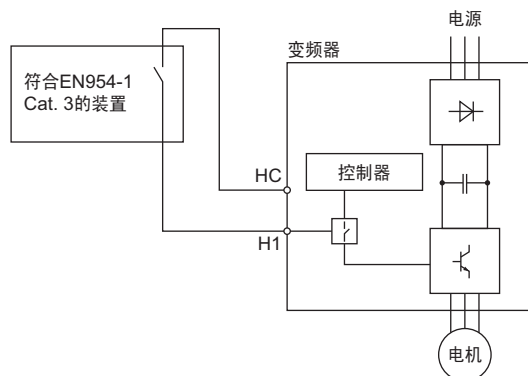 电源
变频器
符合EN954-1
Cat. 3的装置
控制器
HC
H1
电机